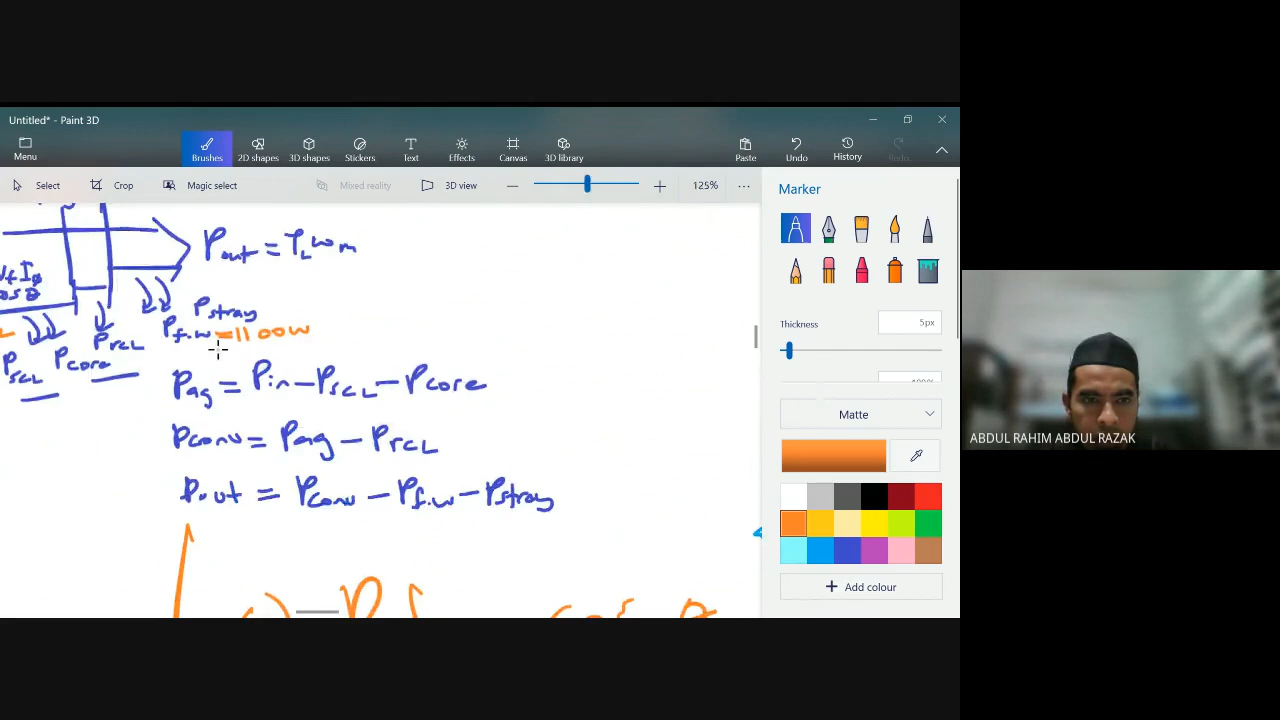 Untitled* - Paint 3D
Menu
Brushes
2D shapes
3D shapes
Stickers
Text
Effects
Canvas
3D library
Paste
Undo
History
Redo
Select
Crop
Magic select
Mixed reality
3D view
125%
Marker
Thickness
5px
Matte
Add colour
Pout = τL ωm
Pstray
Pf.w = 1100W
PSCL
Pcore
PRCL
Pag = Pin - PSCL - Pcore
Pconv = Pag - PRCL
Pout = Pconv - Pf.w - Pstray
ABDUL RAHIM ABDUL RAZAK